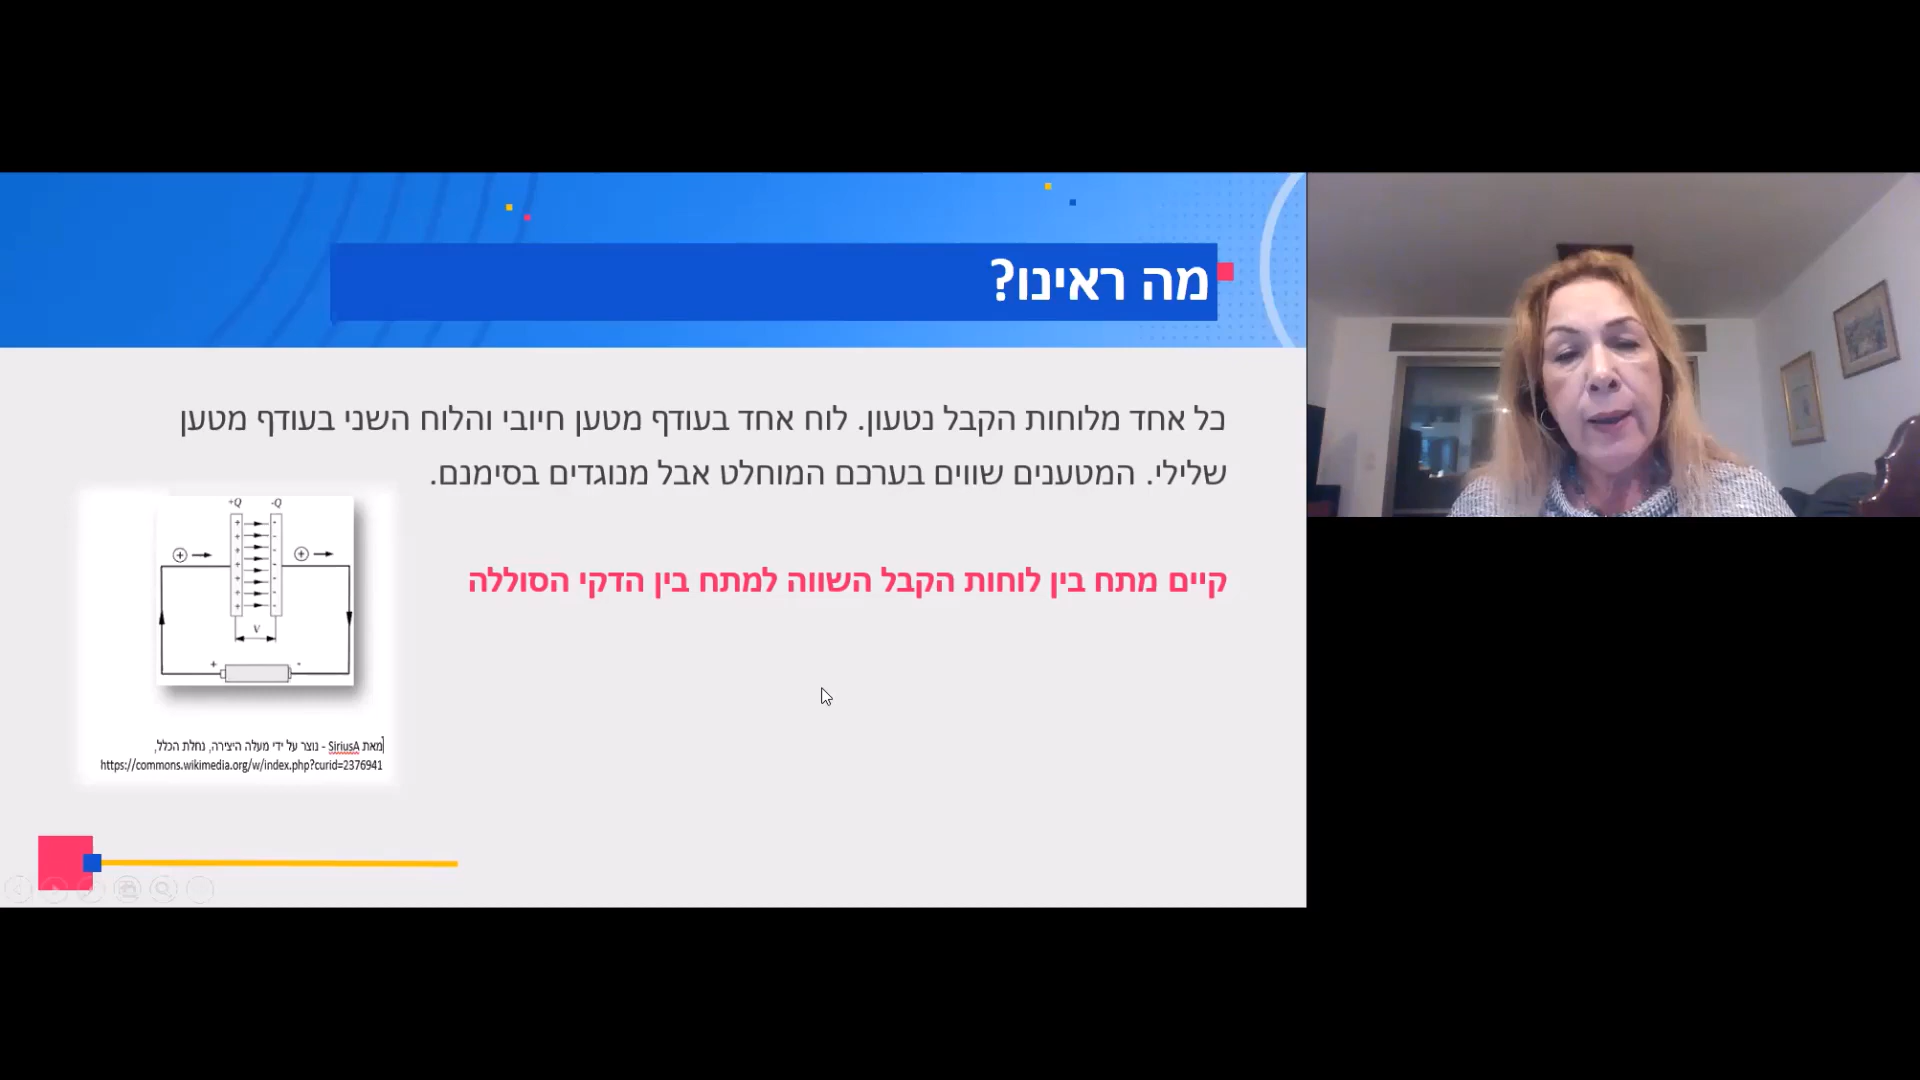 מה ראינו?
כל אחד מלוחות הקבל נטעון. לוח אחד בעודף מטען חיובי והלוח השני בעודף מטען
שלילי. המטענים שווים בערכם המוחלט אבל מנוגדים בסימנם.
קיים מתח בין לוחות הקבל השווה למתח בין הדקי הסוללה
+Q -Q
V
+ -
מאת SiriusA - נוצר על ידי מעלה היצירה, נחלת הכלל,
https://commons.wikimedia.org/w/index.php?curid=2376941